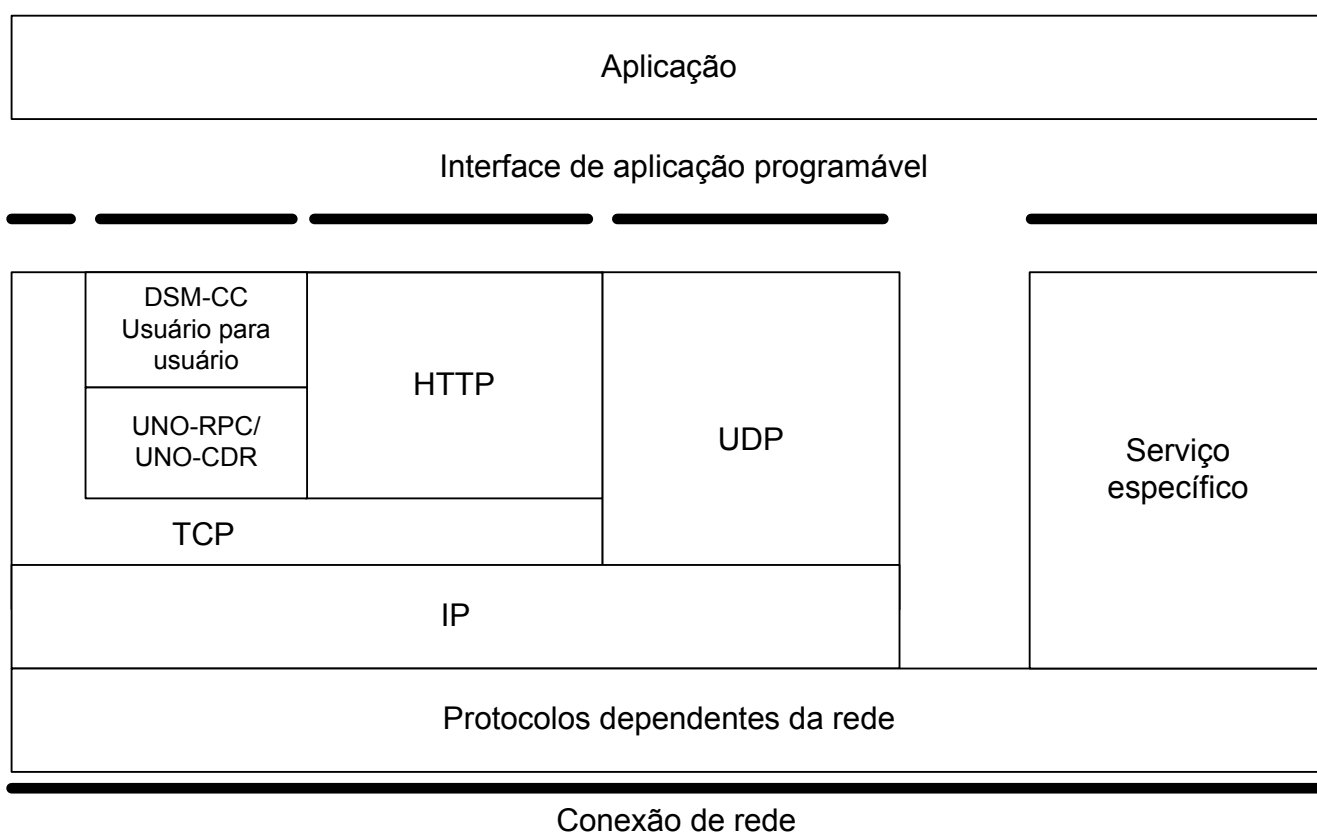 Aplicação
Interface de aplicação programável
DSM-CC
Usuário para
usuário
HTTP
UNO-RPC/
UNO-CDR
UDP
Serviço
específico
TCP
IP
Protocolos dependentes da rede
Conexão de rede